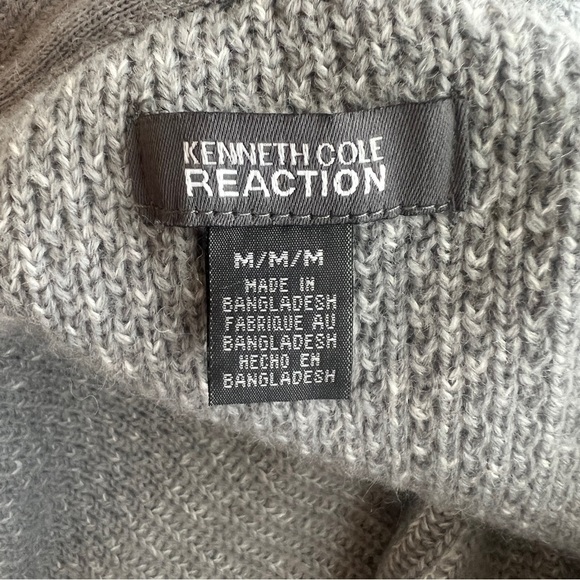 KENNETH COLE
REACTION
M/M/M
MADE IN
BANGLADESH
FABRIQUE AU
BANGLADESH
HECHO EN
BANGLADESH